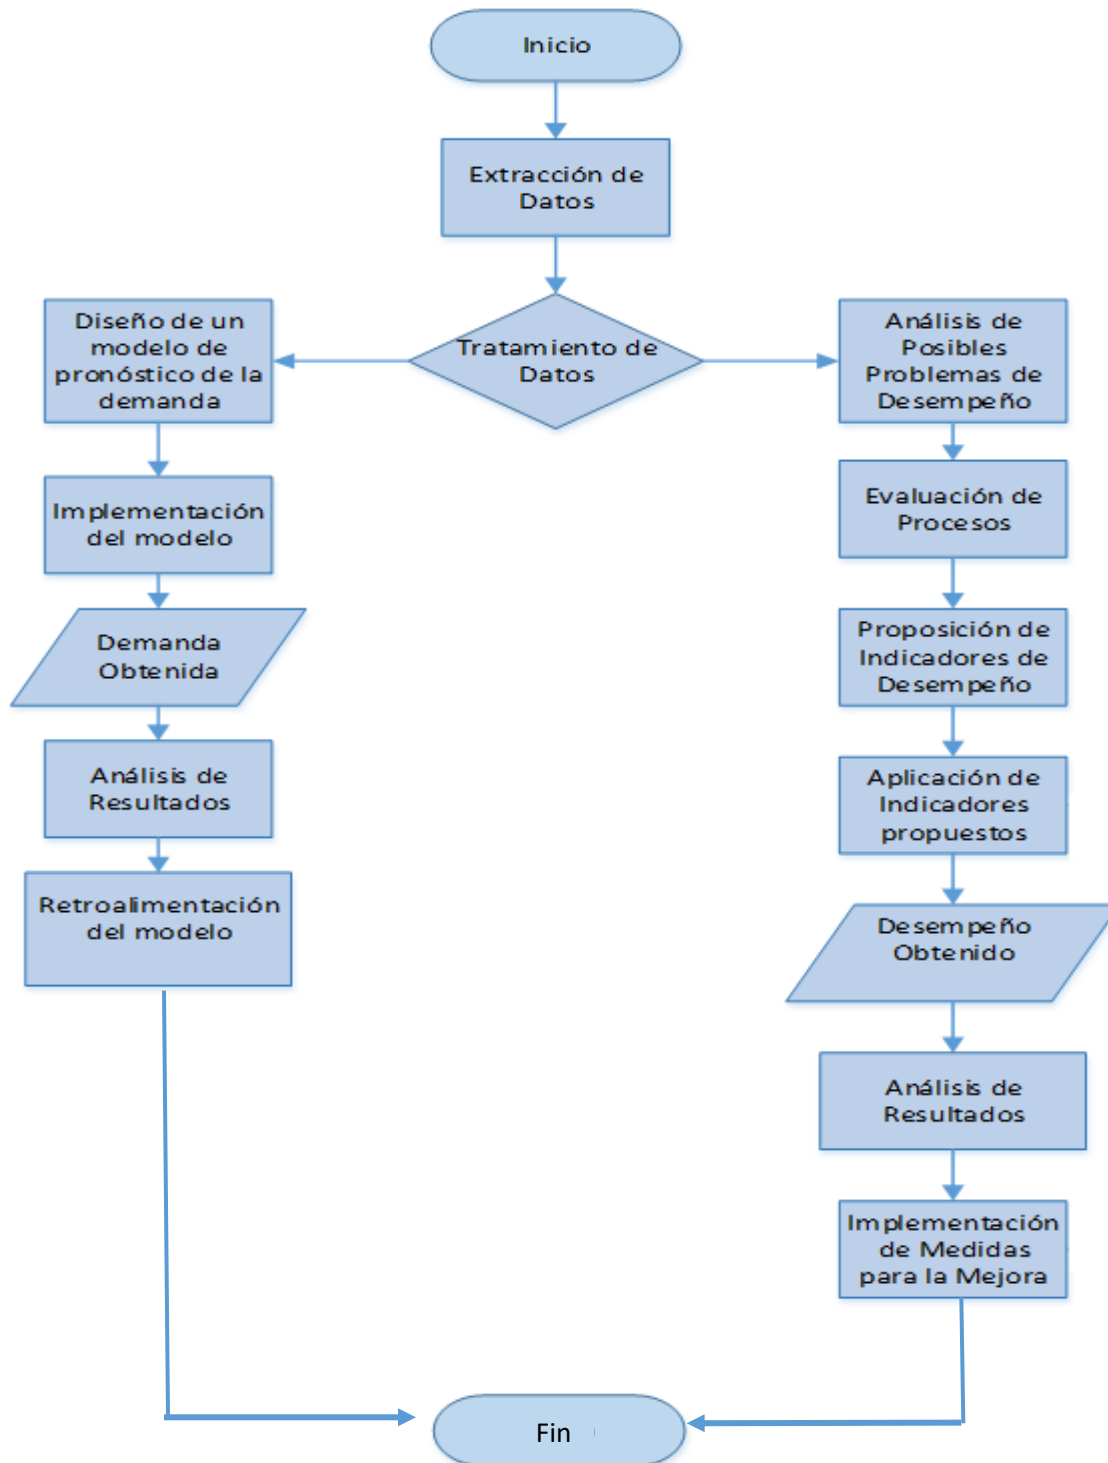 Inicio
Extracción de
Datos
Tratamiento de
Datos
Diseño de un
modelo de
pronóstico de la
demanda
Implementación
del modelo
Demanda
Obtenida
Análisis de
Resultados
Retroalimentación
del modelo
Análisis de
Posibles
Problemas de
Desempeño
Evaluación de
Procesos
Proposición de
Indicadores de
Desempeño
Aplicación de
Indicadores
propuestos
Desempeño
Obtenido
Análisis de
Resultados
Implementación
de Medidas
para la Mejora
Fin